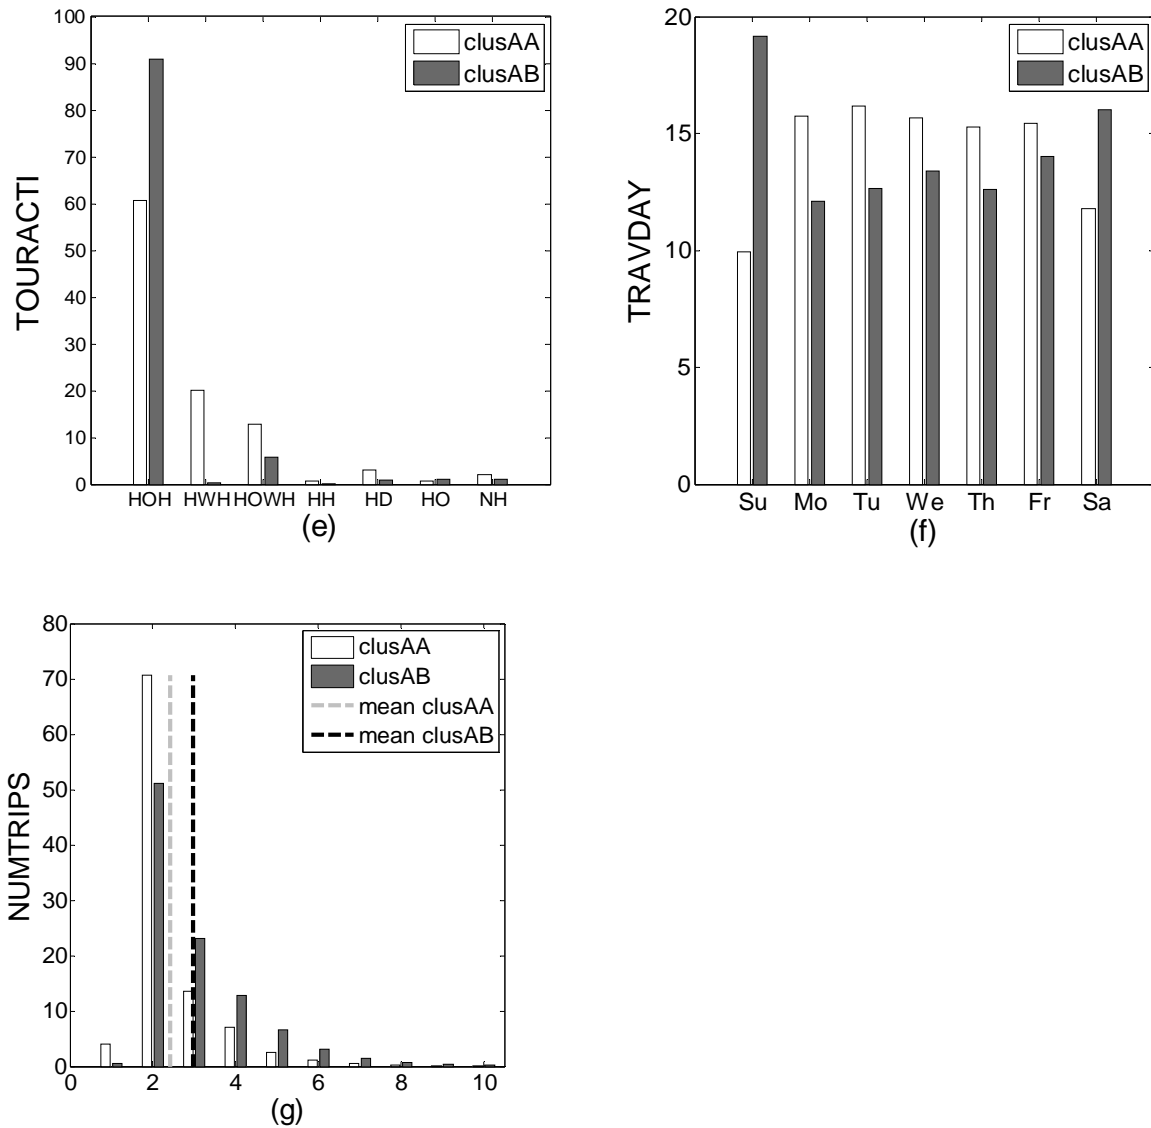 100
90
80
70
60
50
40
30
20
10
0
TOURACTI
clusAA
clusAB
HOH HWH HOWH HH HD HO NH
(e)
20
15
10
5
0
TRAVDAY
clusAA
clusAB
Su Mo Tu We Th Fr Sa
(f)
80
70
60
50
40
30
20
10
0
NUMTRIPS
clusAA
clusAB
mean clusAA
mean clusAB
0 2 4 6 8 10
(g)